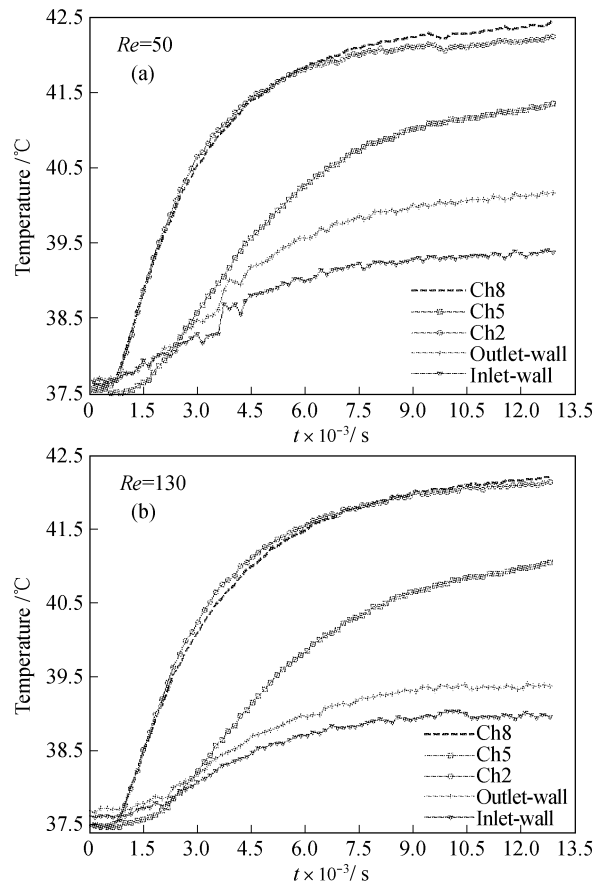 42.5
Re=50
(a)
41.5
40.5
39.5
38.5
37.5
Temperature /℃
Ch8
Ch5
Ch2
Outlet-wall
Inlet-wall
0 1.5 3.0 4.5 6.0 7.5 9.0 10.5 12.0 13.5
t × 10⁻³/ s
42.5
Re=130
(b)
41.5
40.5
39.5
38.5
37.5
Temperature /℃
Ch8
Ch5
Ch2
Outlet-wall
Inlet-wall
0 1.5 3.0 4.5 6.0 7.5 9.0 10.5 12.0 13.5
t × 10⁻³/ s